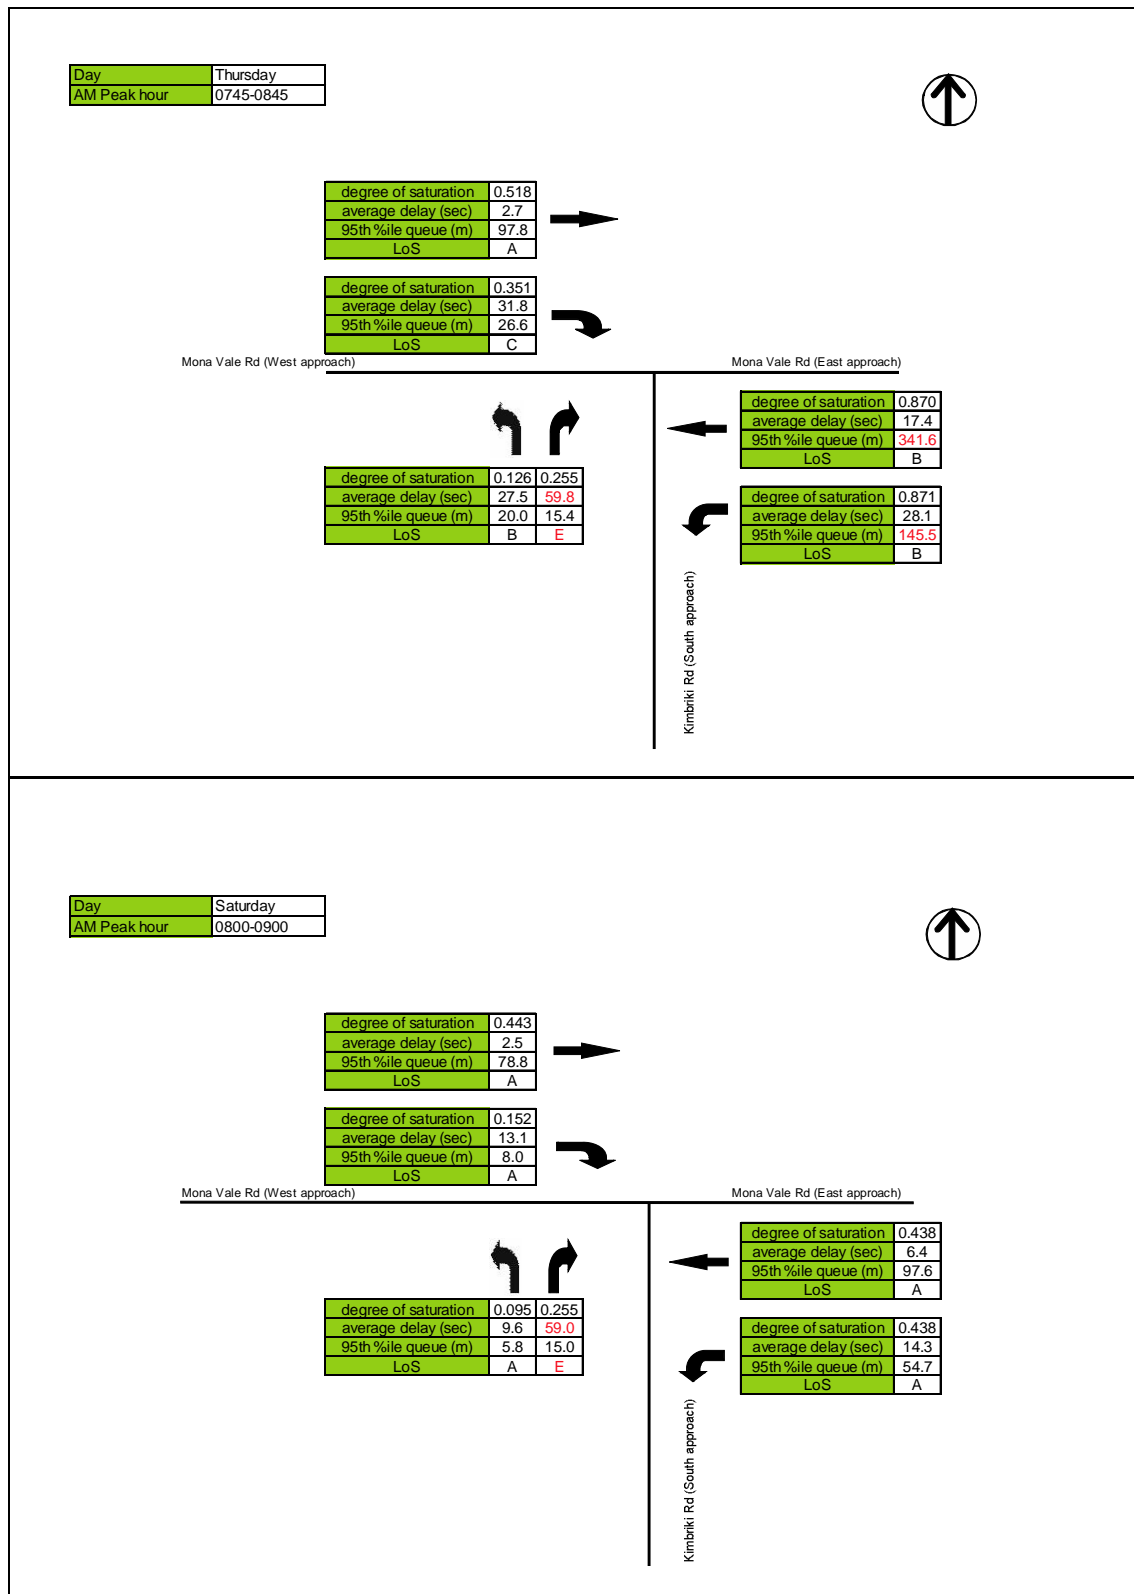 Day Thursday
AM Peak hour 0745-0845
degree of saturation 0.518
average delay (sec) 2.7
95th %ile queue (m) 97.8
LoS A
degree of saturation 0.351
average delay (sec) 31.8
95th %ile queue (m) 26.6
LoS C
Mona Vale Rd (West approach)
Mona Vale Rd (East approach)
degree of saturation 0.870
average delay (sec) 17.4
95th %ile queue (m) 341.6
LoS B
degree of saturation 0.126 0.255
average delay (sec) 27.5 59.8
95th %ile queue (m) 20.0 15.4
LoS B E
degree of saturation 0.871
average delay (sec) 28.1
95th %ile queue (m) 145.5
LoS B
Kimbriki Rd (South approach)
Day Saturday
AM Peak hour 0800-0900
degree of saturation 0.443
average delay (sec) 2.5
95th %ile queue (m) 78.8
LoS A
degree of saturation 0.152
average delay (sec) 13.1
95th %ile queue (m) 8.0
LoS A
Mona Vale Rd (West approach)
Mona Vale Rd (East approach)
degree of saturation 0.438
average delay (sec) 6.4
95th %ile queue (m) 97.6
LoS A
degree of saturation 0.095 0.255
average delay (sec) 9.6 59.0
95th %ile queue (m) 5.8 15.0
LoS A E
degree of saturation 0.438
average delay (sec) 14.3
95th %ile queue (m) 54.7
LoS A
Kimbriki Rd (South approach)